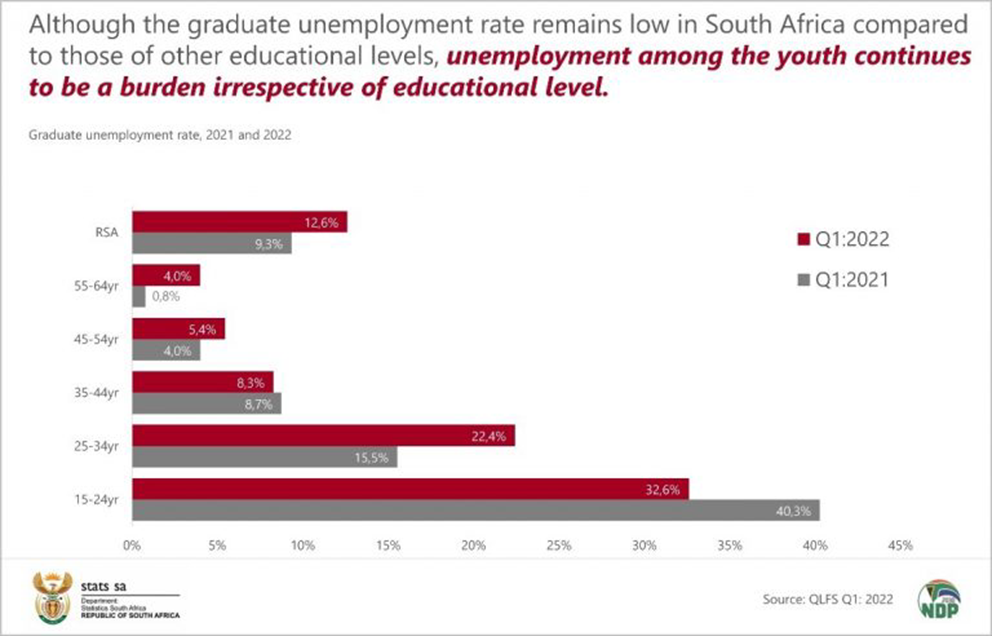 Although the graduate unemployment rate remains low in South Africa compared
to those of other educational levels, unemployment among the youth continues
to be a burden irrespective of educational level.
Graduate unemployment rate, 2021 and 2022
RSA
12,6%
9,3%
55-64yr
4,0%
0,8%
45-54yr
5,4%
4,0%
35-44yr
8,3%
8,7%
25-34yr
22,4%
15,5%
15-24yr
32,6%
40,3%
Q1:2022
Q1:2021
0% 5% 10% 15% 20% 25% 30% 35% 40% 45%
stats sa
Department:
Statistics South Africa
REPUBLIC OF SOUTH AFRICA
Source: QLFS Q1: 2022
NDP